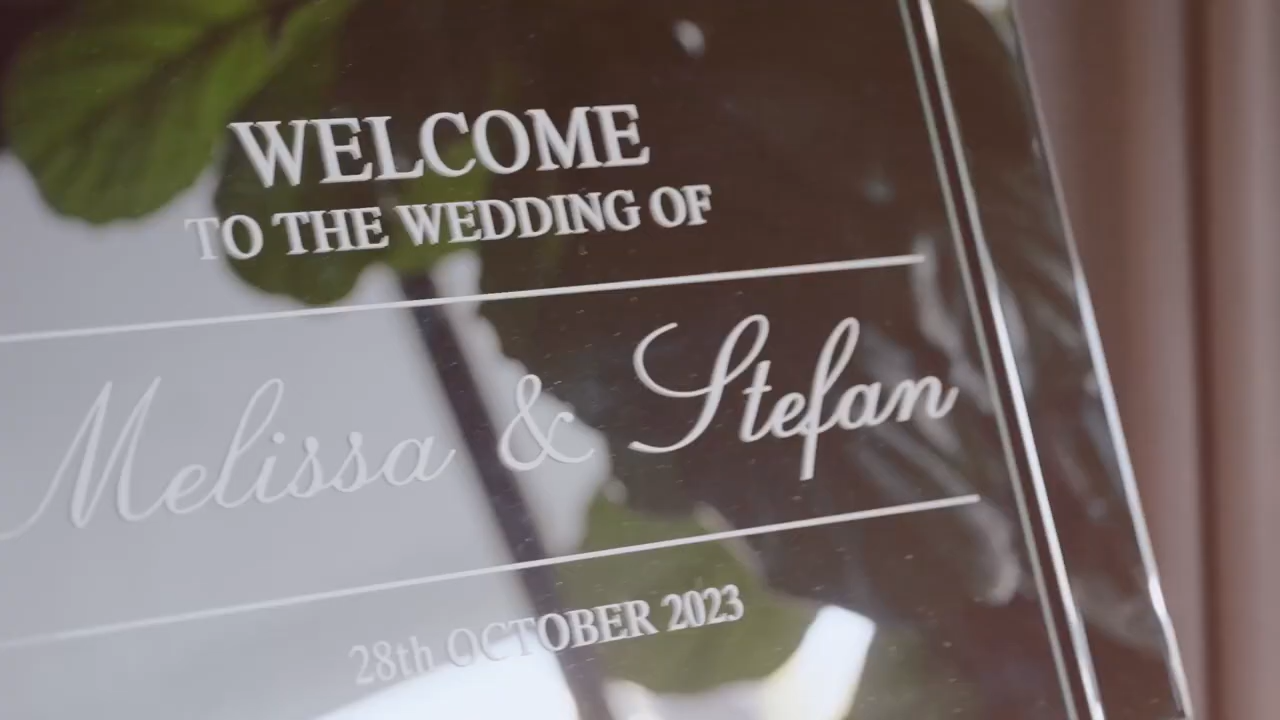 WELCOME
TO THE WEDDING OF
Melissa & Stefan
28th OCTOBER 2023